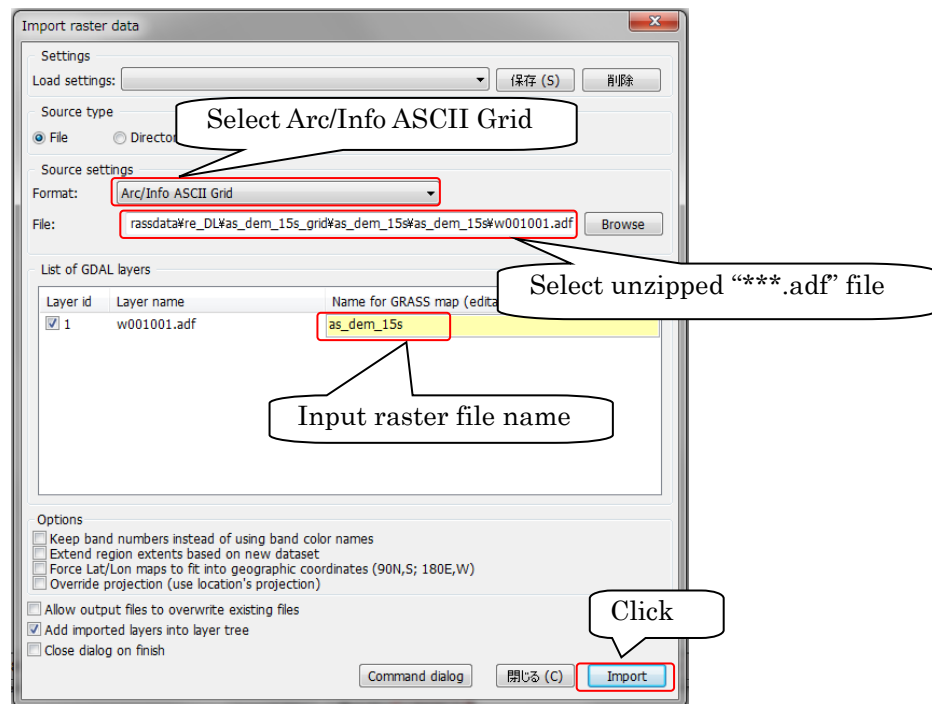 Import raster data
Settings
Load settings:
保存 (S)
削除
Source type
File
Select Arc/Info ASCII Grid
Source settings
Format:
Arc/Info ASCII Grid
File:
rassdata¥re_DL¥as_dem_15s_grid¥as_dem_15s¥as_dem_15s¥w001001.adf
Browse
Select unzipped “***.adf” file
List of GDAL layers
Layer id
Layer name
Name for GRASS map
1
w001001.adf
as_dem_15s
Input raster file name
Options
Keep band numbers instead of using band color names
Extend region extents based on new dataset
Force Lat/Lon maps to fit into geographic coordinates (90N,S; 180E,W)
Override projection (use location's projection)
Allow output files to overwrite existing files
Add imported layers into layer tree
Close dialog on finish
Click
Command dialog
閉じる (C)
Import